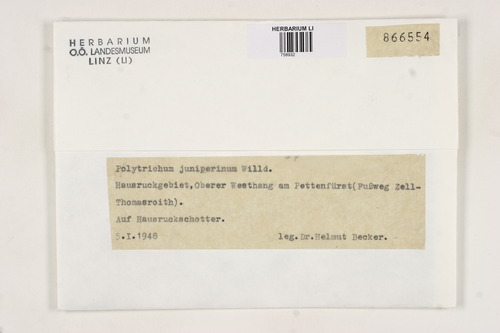 HERBARIUM
O.Ö. LANDESMUSEUM
LINZ (LI)
HERBARIUM LI
866554
Polytrichum juniperinum Willd.
Hausruckgebiet,Oberer Westhang am Pettenfürst(Fußweg Zell-
Thomasroith).
Auf Hausruckschotter.
5.I.1948 leg.Dr.Helmut Becker.